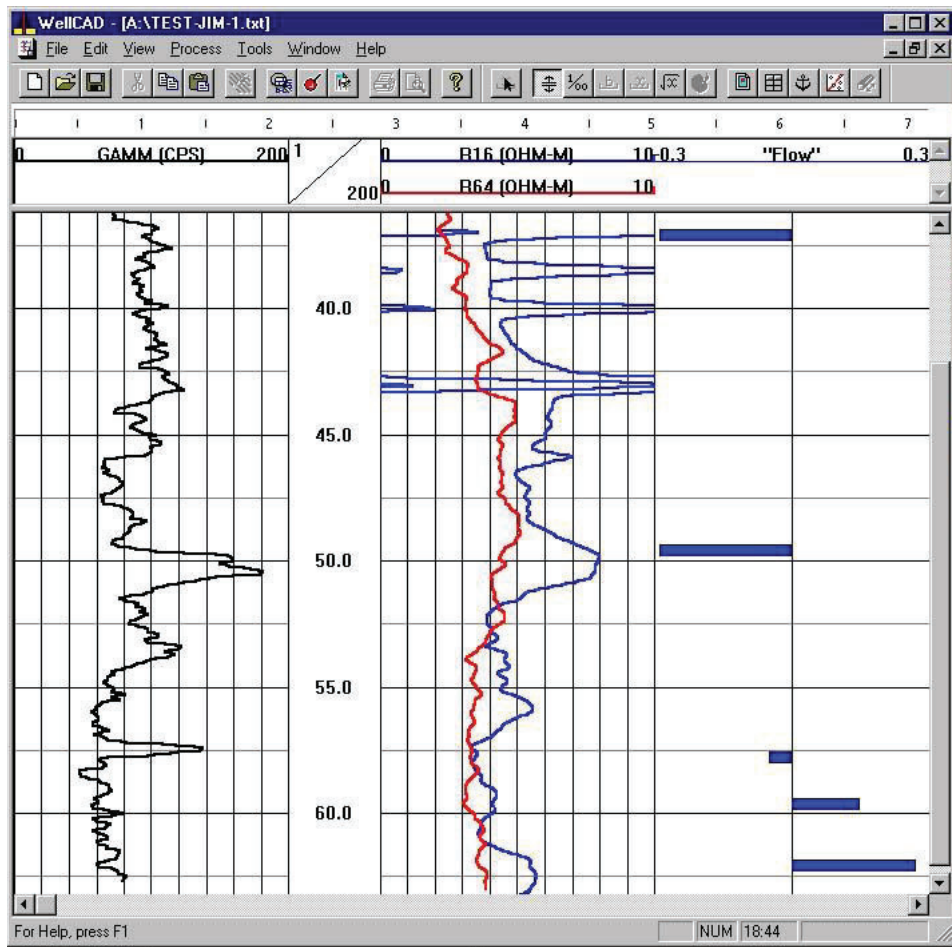 WellCAD - [A:\TEST-JIM-1.txt]
File Edit View Process Tools Window Help
1 2 3 4 5 6 7
0 GAMM (CPS) 200 1 0 R16 (OHM-M) 10 -0.3 "Flow" 0.3
200 0 R64 (OHM-M) 10
40.0
45.0
50.0
55.0
60.0
For Help, press F1 NUM 18:44